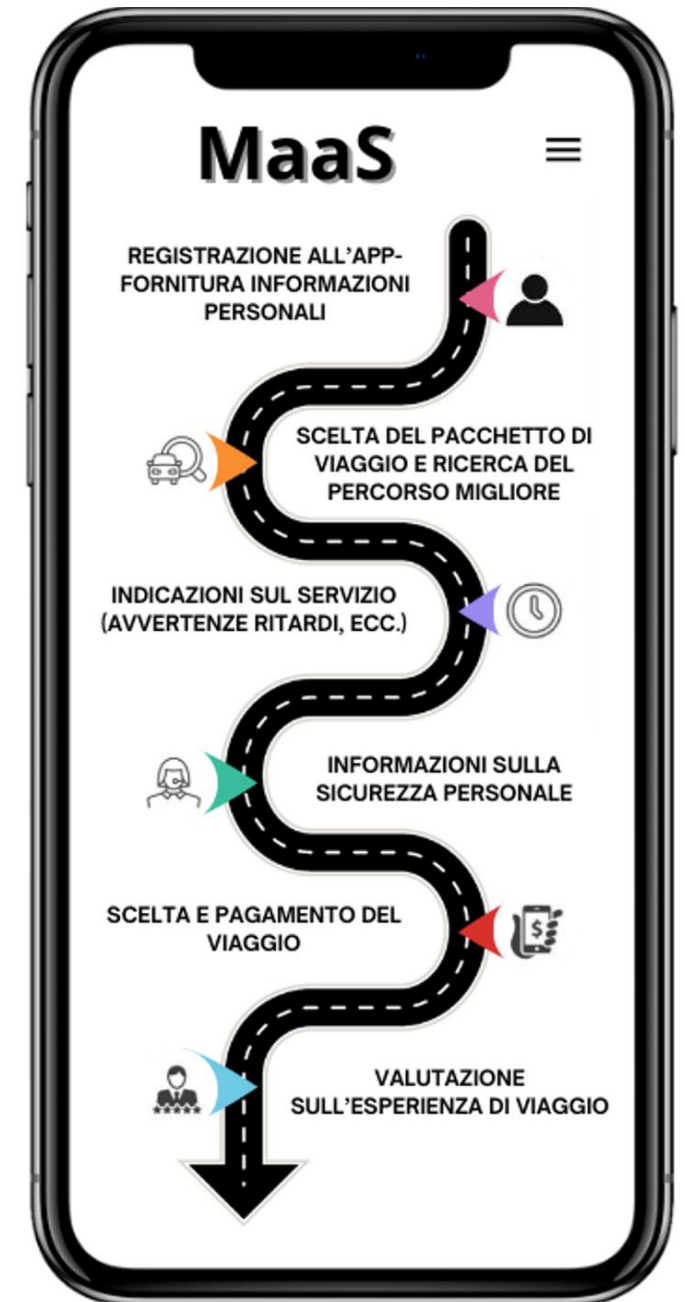 MaaS
REGISTRAZIONE ALL'APP-
FORNITURA INFORMAZIONI
PERSONALI
SCELTA DEL PACCHETTO DI
VIAGGIO E RICERCA DEL
PERCORSO MIGLIORE
INDICAZIONI SUL SERVIZIO
(AVVERTENZE RITARDI, ECC.)
INFORMAZIONI SULLA
SICUREZZA PERSONALE
SCELTA E PAGAMENTO DEL
VIAGGIO
$
VALUTAZIONE
SULL'ESPERIENZA DI VIAGGIO